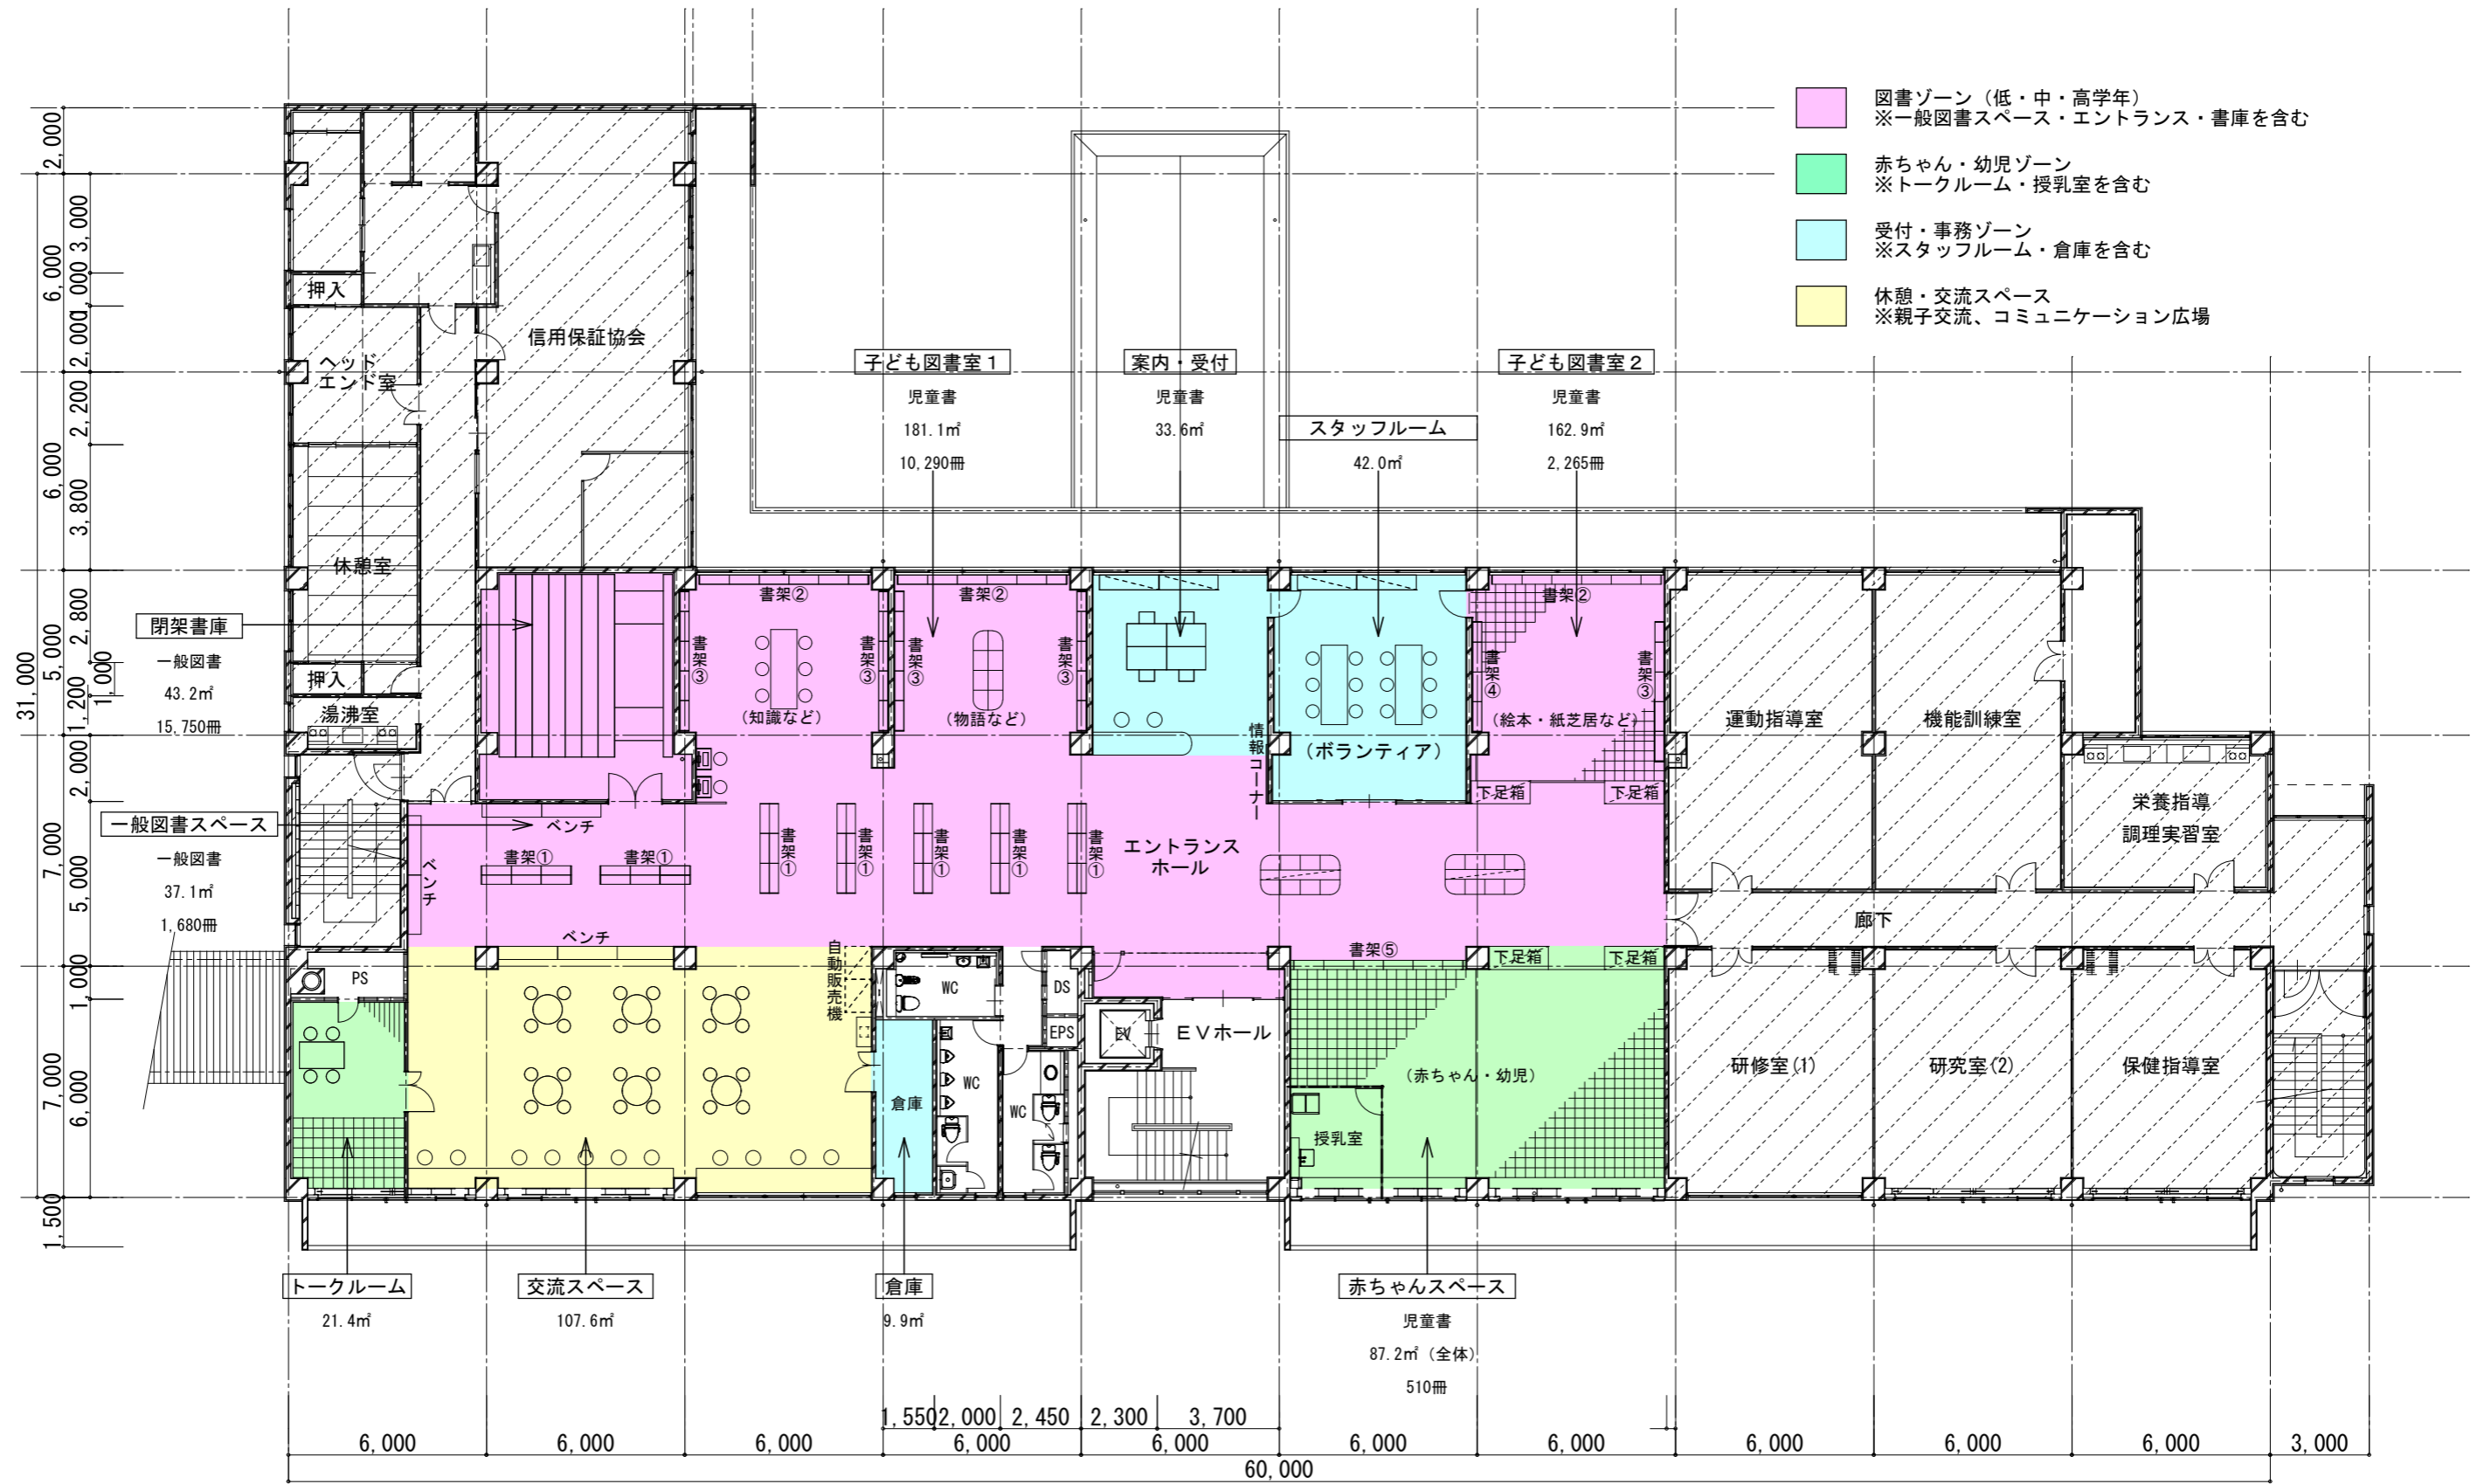 図書ゾーン（低・中・高学年）
※一般図書スペース・エントランス・書庫を含む
赤ちゃん・幼児ゾーン
※トークルーム・授乳室を含む
受付・事務ゾーン
※スタッフルーム・倉庫を含む
休憩・交流スペース
※親子交流、コミュニケーション広場
押入
信用保証協会
ヘッド
エンド室
休憩室
押入
湯沸室
子ども図書室１
児童書
181.1㎡
10,290冊
案内・受付
児童書
33.6㎡
スタッフルーム
42.0㎡
子ども図書室２
児童書
162.9㎡
2,265冊
閉架書庫
一般図書
43.2㎡
15,750冊
一般図書スペース
一般図書
37.1㎡
1,680冊
書架②
書架②
書架②
書架③
書架③
書架③
書架③
書架④
書架③
（知識など）
（物語など）
（絵本・紙芝居など）
（ボランティア）
情報コーナー
下足箱
下足箱
運動指導室
機能訓練室
栄養指導
調理実習室
ベンチ
ベンチ
書架①
書架①
書架①
書架①
書架①
書架①
書架①
エントランス
ホール
廊下
ベンチ
自動販売機
書架⑤
下足箱
下足箱
PS
WC
DS
EPS
EV
ＥＶホール
WC
WC
倉庫
（赤ちゃん・幼児）
授乳室
研修室(1)
研究室(2)
保健指導室
トークルーム
21.4㎡
交流スペース
107.6㎡
倉庫
9.9㎡
赤ちゃんスペース
児童書
87.2㎡（全体）
510冊
2,000
31,000
6,000
6,000
5,000
7,000
1,000
7,000
1,500
3,000
1,000
2,000
2,200
3,800
2,800
1,000
1,200
2,000
5,000
6,000
1,550
2,000
2,450
2,300
3,700
6,000
6,000
6,000
6,000
6,000
6,000
6,000
6,000
6,000
6,000
3,000
60,000